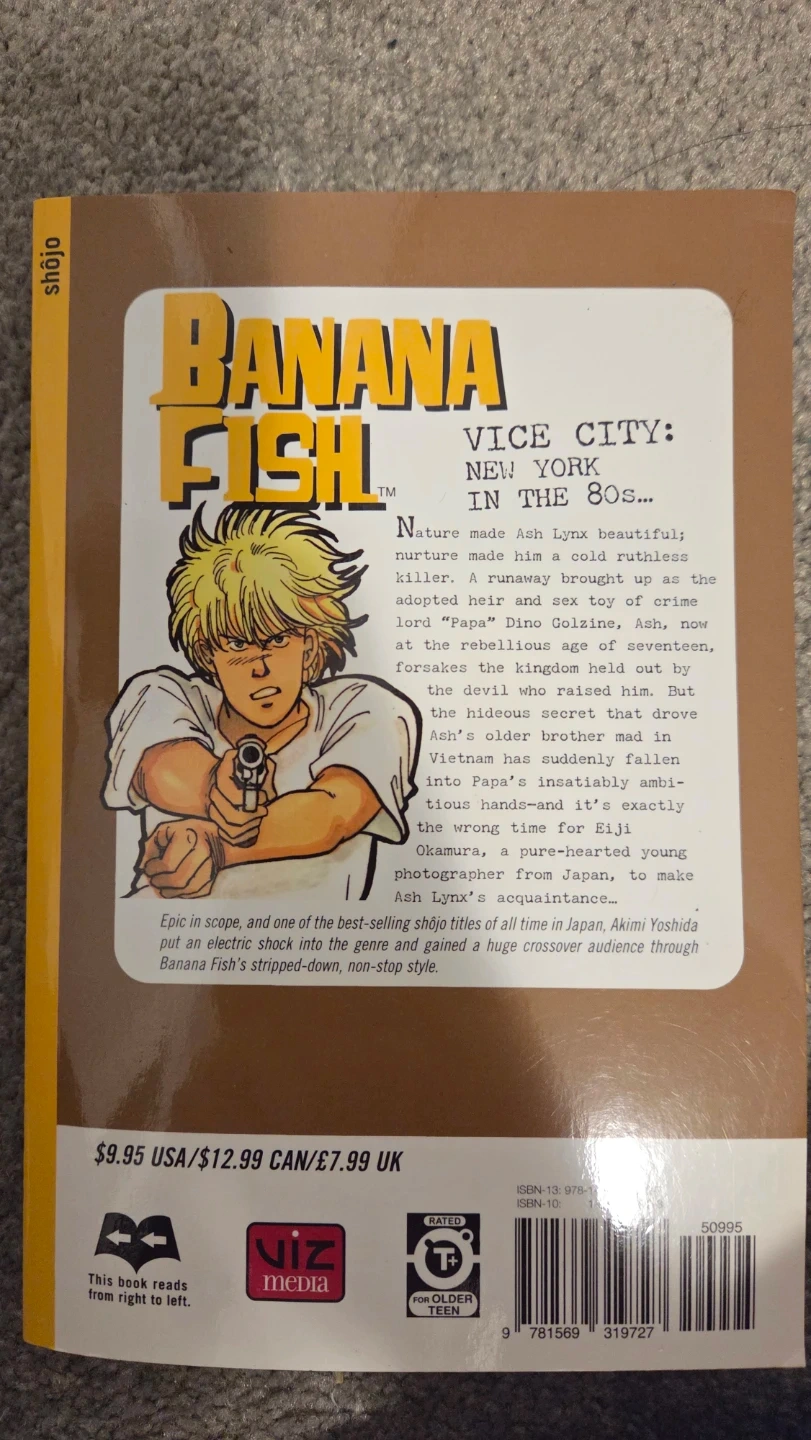 shôjo
BANANA
FISH™
VICE CITY:
NEW YORK
IN THE 80s...
Nature made Ash Lynx beautiful;
nurture made him a cold ruthless
killer. A runaway brought up as the
adopted heir and sex toy of crime
lord "Papa" Dino Golzine, Ash, now
at the rebellious age of seventeen,
forsakes the kingdom held out by
the devil who raised him. But
the hideous secret that drove
Ash's older brother mad in
Vietnam has suddenly fallen
into Papa's insatiably ambi-
tious hands—and it's exactly
the wrong time for Eiji
Okamura, a pure-hearted young
photographer from Japan, to make
Ash Lynx's acquaintance...
Epic in scope, and one of the best-selling shôjo titles of all time in Japan, Akimi Yoshida
put an electric shock into the genre and gained a huge crossover audience through
Banana Fish's stripped-down, non-stop style.
$9.95 USA/$12.99 CAN/£7.99 UK
This book reads
from right to left.
VIZ
MEDIA
RATED
T+
FOR OLDER
TEEN
ISBN-13: 978-1
ISBN-10:
50995
9 781569 319727